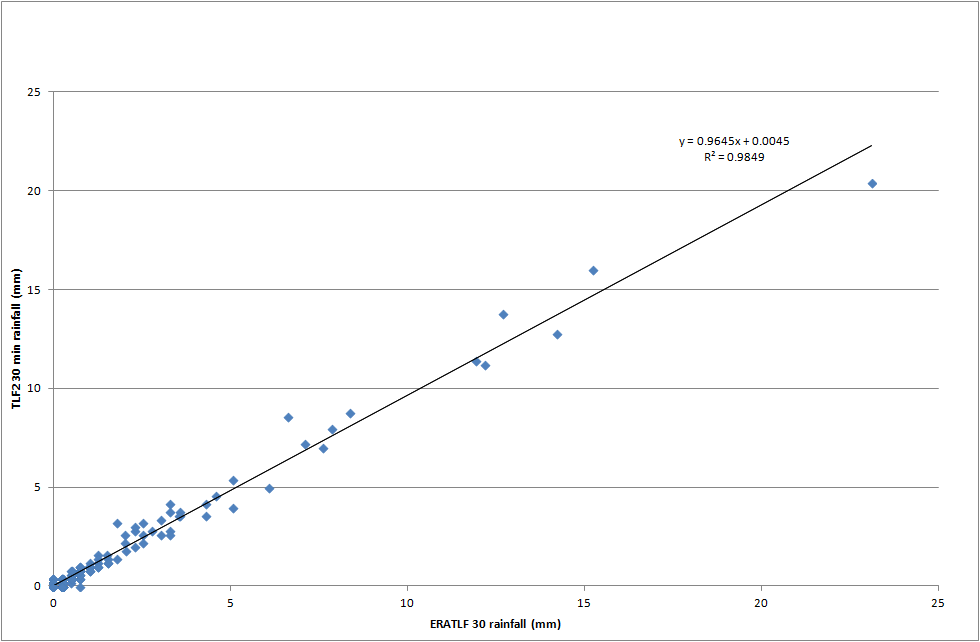 25
y = 0.9645x + 0.0045
R² = 0.9849
20
15
TLF2 30 min rainfall (mm)
10
5
0
0 5 10 15 20 25
ERATLF 30 rainfall (mm)